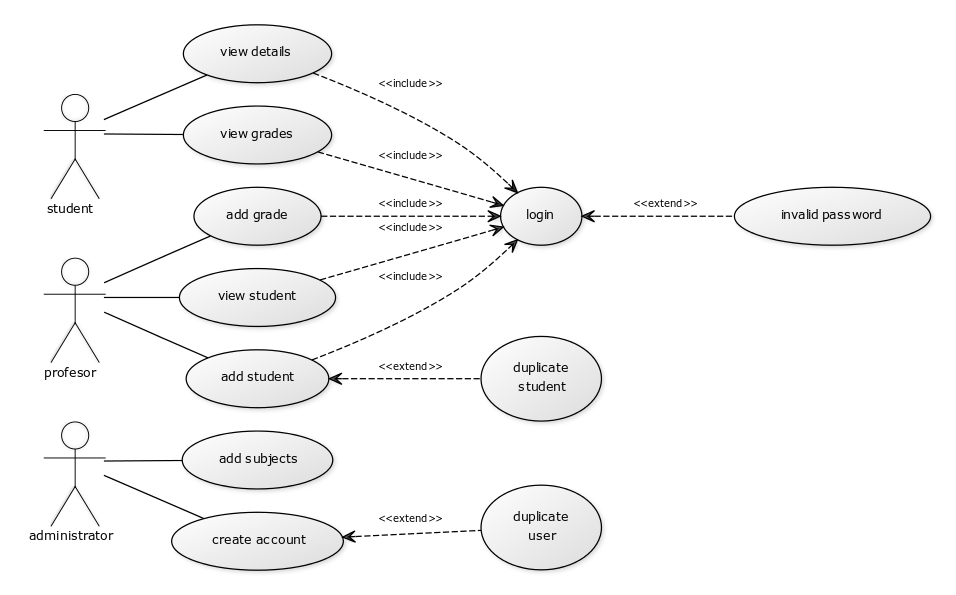 view details
<<include>>
student
view grades
<<include>>
add grade
<<include>>
login
<<extend>>
invalid password
<<include>>
profesor
view student
<<include>>
add student
<<extend>>
duplicate
student
administrator
add subjects
create account
<<extend>>
duplicate
user